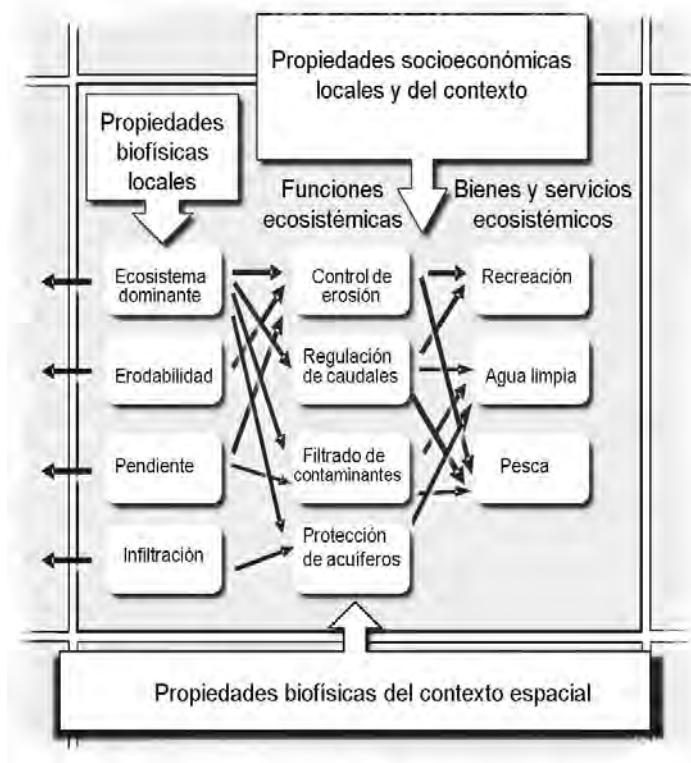 Propiedades socioeconómicas
locales y del contexto
Propiedades
biofísicas
locales
Funciones
ecosistémicas
Bienes y servicios
ecosistémicos
Ecosistema
dominante
Control de
erosión
Recreación
Erodabilidad
Regulación
de caudales
Agua limpia
Pendiente
Filtrado de
contaminantes
Pesca
Infiltración
Protección
de acuíferos
Propiedades biofísicas del contexto espacial